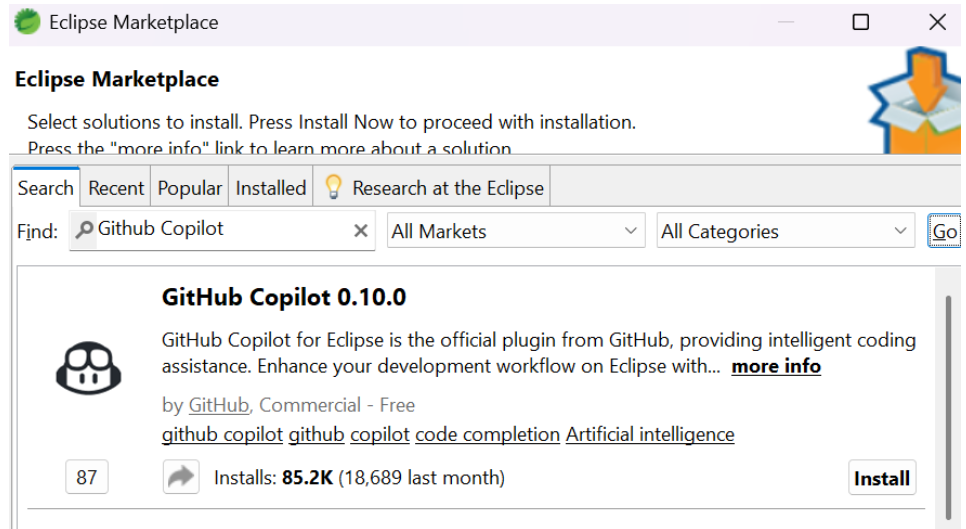 Eclipse Marketplace
Eclipse Marketplace
Select solutions to install. Press Install Now to proceed with installation.
Press the "more info" link to learn more about a solution
Search Recent Popular Installed Research at the Eclipse
Find: Github Copilot All Markets All Categories Go
GitHub Copilot 0.10.0
GitHub Copilot for Eclipse is the official plugin from GitHub, providing intelligent coding
assistance. Enhance your development workflow on Eclipse with... more info
by GitHub, Commercial - Free
github copilot github copilot code completion Artificial intelligence
87 Installs: 85.2K (18,689 last month) Install